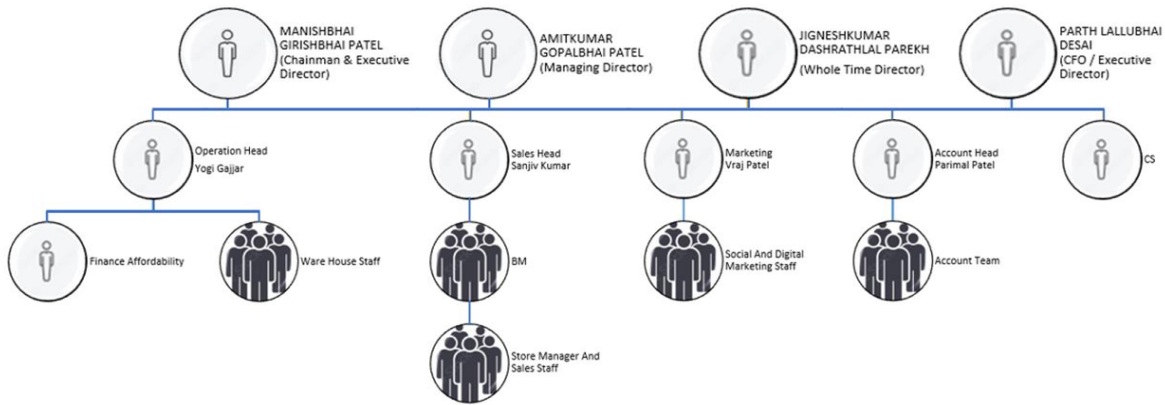 MANISHBHAI
GIRISHBHAI PATEL
(Chainman & Executive
Director)
AMITKUMAR
GOPALBHAI PATEL
(Managing Director)
JIGNESHKUMAR
DASHRATHLAL PAREKH
(Whole Time Director)
PARTH LALLUBHAI
DESAI
(CFO / Executive
Director)
Operation Head
Yogi Gajjar
Sales Head
Sanjiv Kumar
Marketing
Vraj Patel
Account Head
Parimal Patel
CS
Finance Affordability
Ware House Staff
BM
Social And Digital
Marketing Staff
Account Team
Store Manager And
Sales Staff